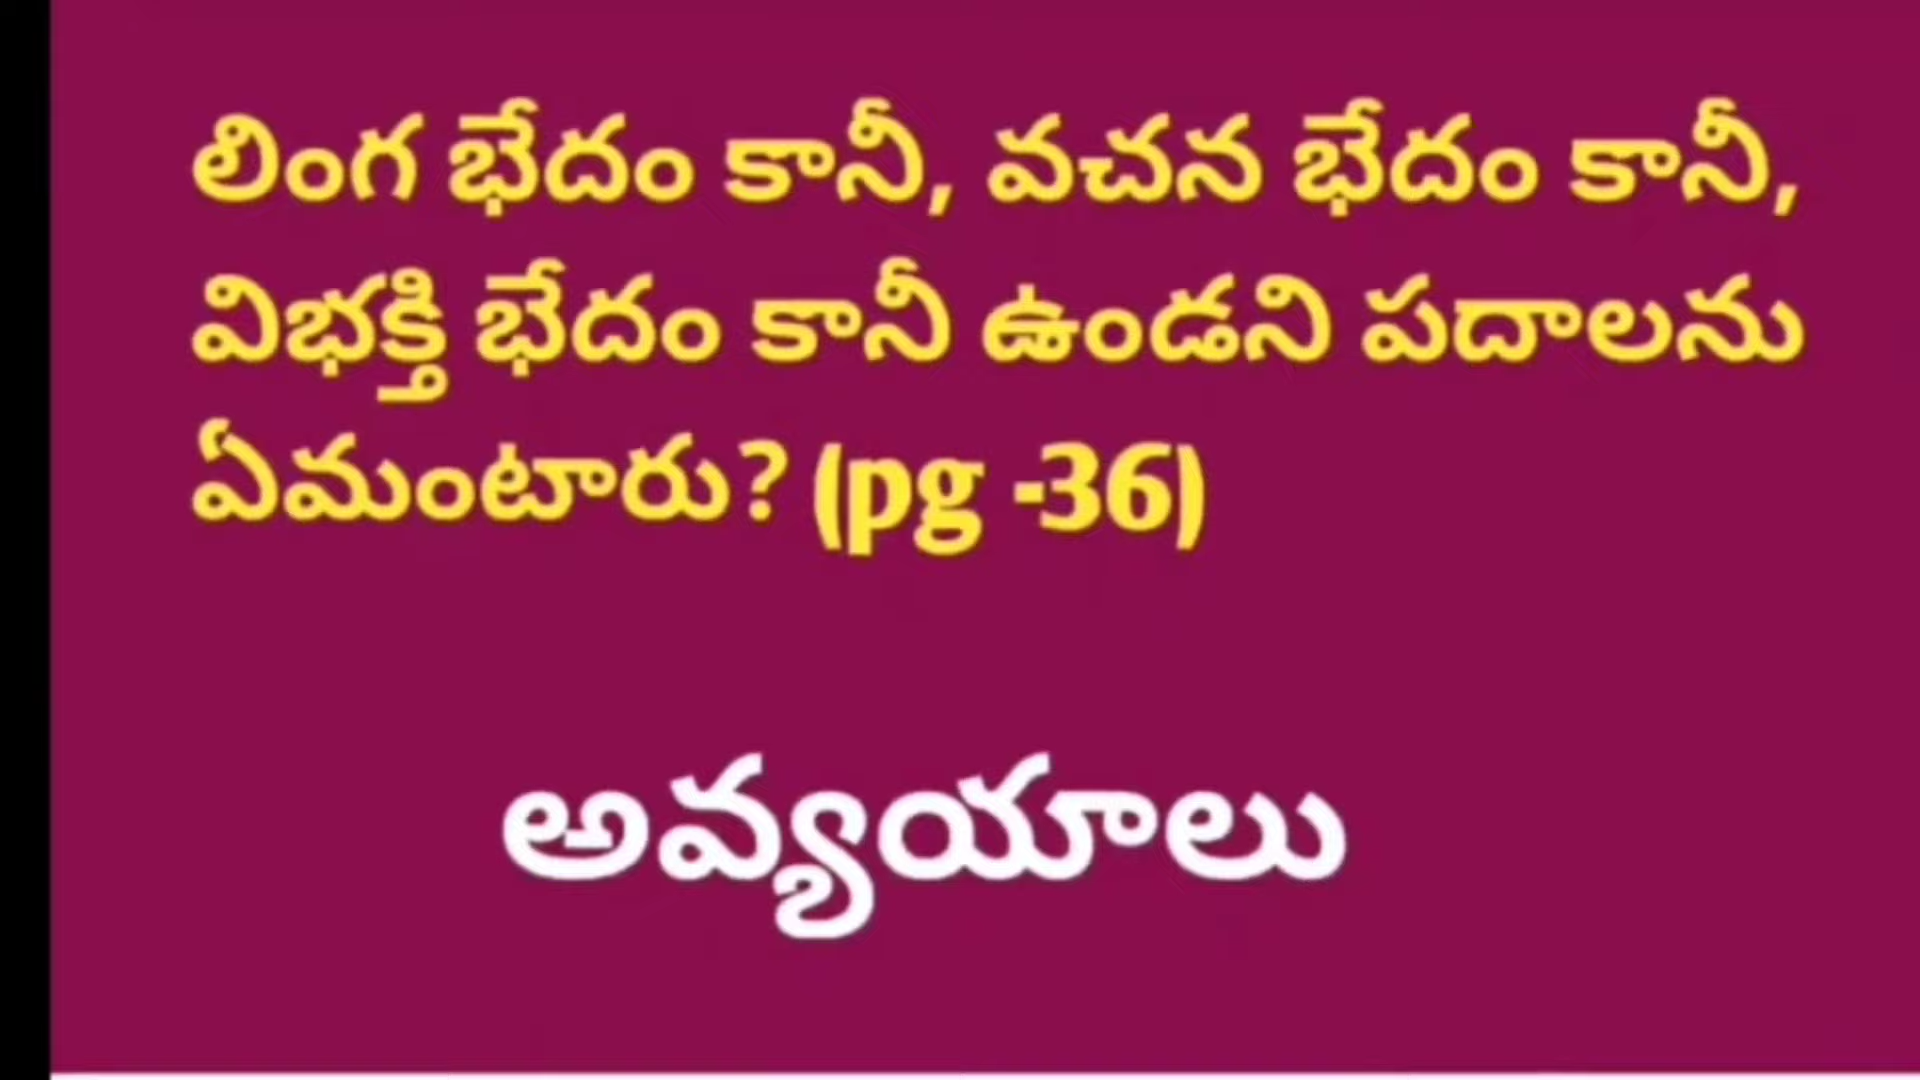 లింగ భేదం కానీ, వచన భేదం కానీ,
విభక్తి భేదం కానీ ఉండని పదాలను
ఏమంటారు? (pg -36)
అవ్యయాలు